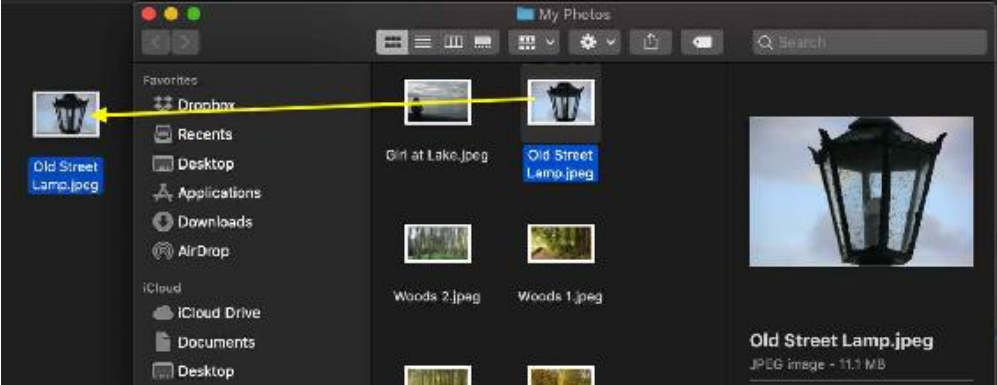 My Photos
Search
Favorites
Dropbox
Recents
Desktop
Applications
Downloads
AirDrop
iCloud
iCloud Drive
Documents
Desktop
Old Street
Lamp.jpeg
Girl at Lake.jpeg
Old Street
Lamp.jpeg
Woods 2.jpeg
Woods 1.jpeg
Old Street Lamp.jpeg
JPEG image - 11.1 MB